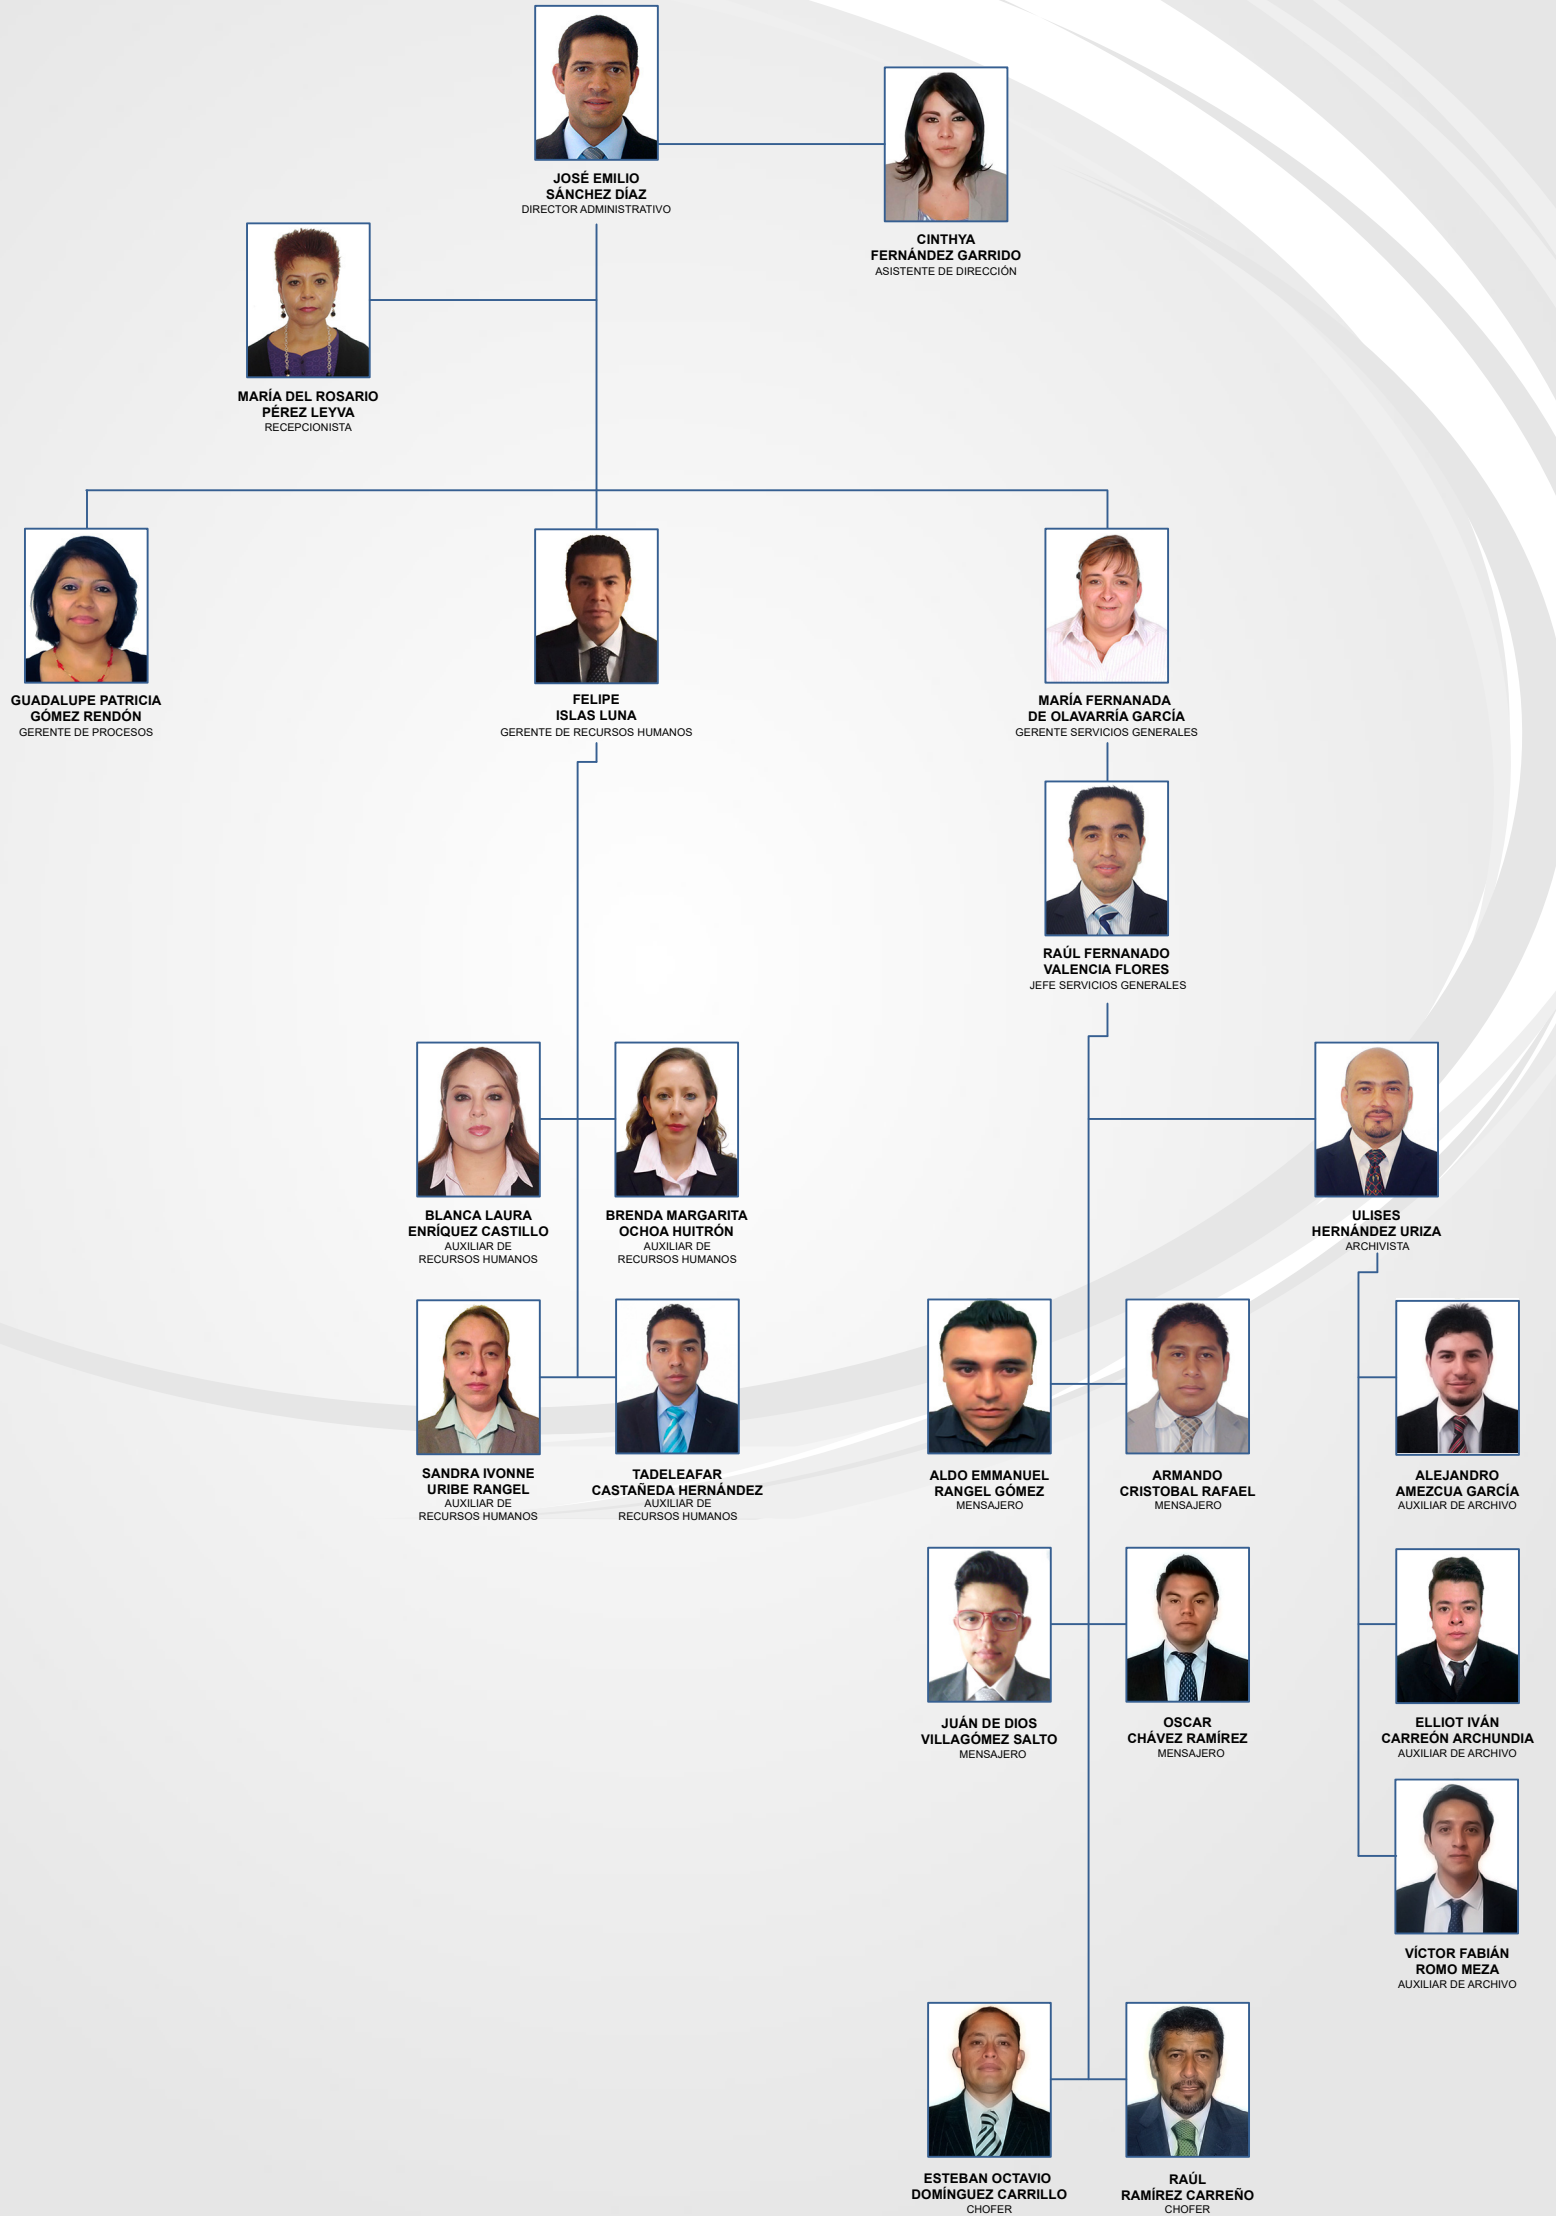 JOSÉ EMILIO
SÁNCHEZ DÍAZ
DIRECTOR ADMINISTRATIVO
CINTHYA
FERNÁNDEZ GARRIDO
ASISTENTE DE DIRECCIÓN
MARÍA DEL ROSARIO
PÉREZ LEYVA
RECEPCIONISTA
GUADALUPE PATRICIA
GÓMEZ RENDÓN
GERENTE DE PROCESOS
FELIPE
ISLAS LUNA
GERENTE DE RECURSOS HUMANOS
MARÍA FERNANADA
DE OLAVARRÍA GARCÍA
GERENTE SERVICIOS GENERALES
RAÚL FERNANADO
VALENCIA FLORES
JEFE SERVICIOS GENERALES
BLANCA LAURA
ENRÍQUEZ CASTILLO
AUXILIAR DE
RECURSOS HUMANOS
BRENDA MARGARITA
OCHOA HUITRÓN
AUXILIAR DE
RECURSOS HUMANOS
ULISES
HERNÁNDEZ URIZA
ARCHIVISTA
SANDRA IVONNE
URIBE RANGEL
AUXILIAR DE
RECURSOS HUMANOS
TADELEAFAR
CASTAÑEDA HERNÁNDEZ
AUXILIAR DE
RECURSOS HUMANOS
ALDO EMMANUEL
RANGEL GÓMEZ
MENSAJERO
ARMANDO
CRISTOBAL RAFAEL
MENSAJERO
ALEJANDRO
AMEZCUA GARCÍA
AUXILIAR DE ARCHIVO
JUÁN DE DIOS
VILLAGÓMEZ SALTO
MENSAJERO
OSCAR
CHÁVEZ RAMÍREZ
MENSAJERO
ELLIOT IVÁN
CARREÓN ARCHUNDIA
AUXILIAR DE ARCHIVO
VÍCTOR FABIÁN
ROMO MEZA
AUXILIAR DE ARCHIVO
ESTEBAN OCTAVIO
DOMÍNGUEZ CARRILLO
CHOFER
RAÚL
RAMÍREZ CARREÑO
CHOFER